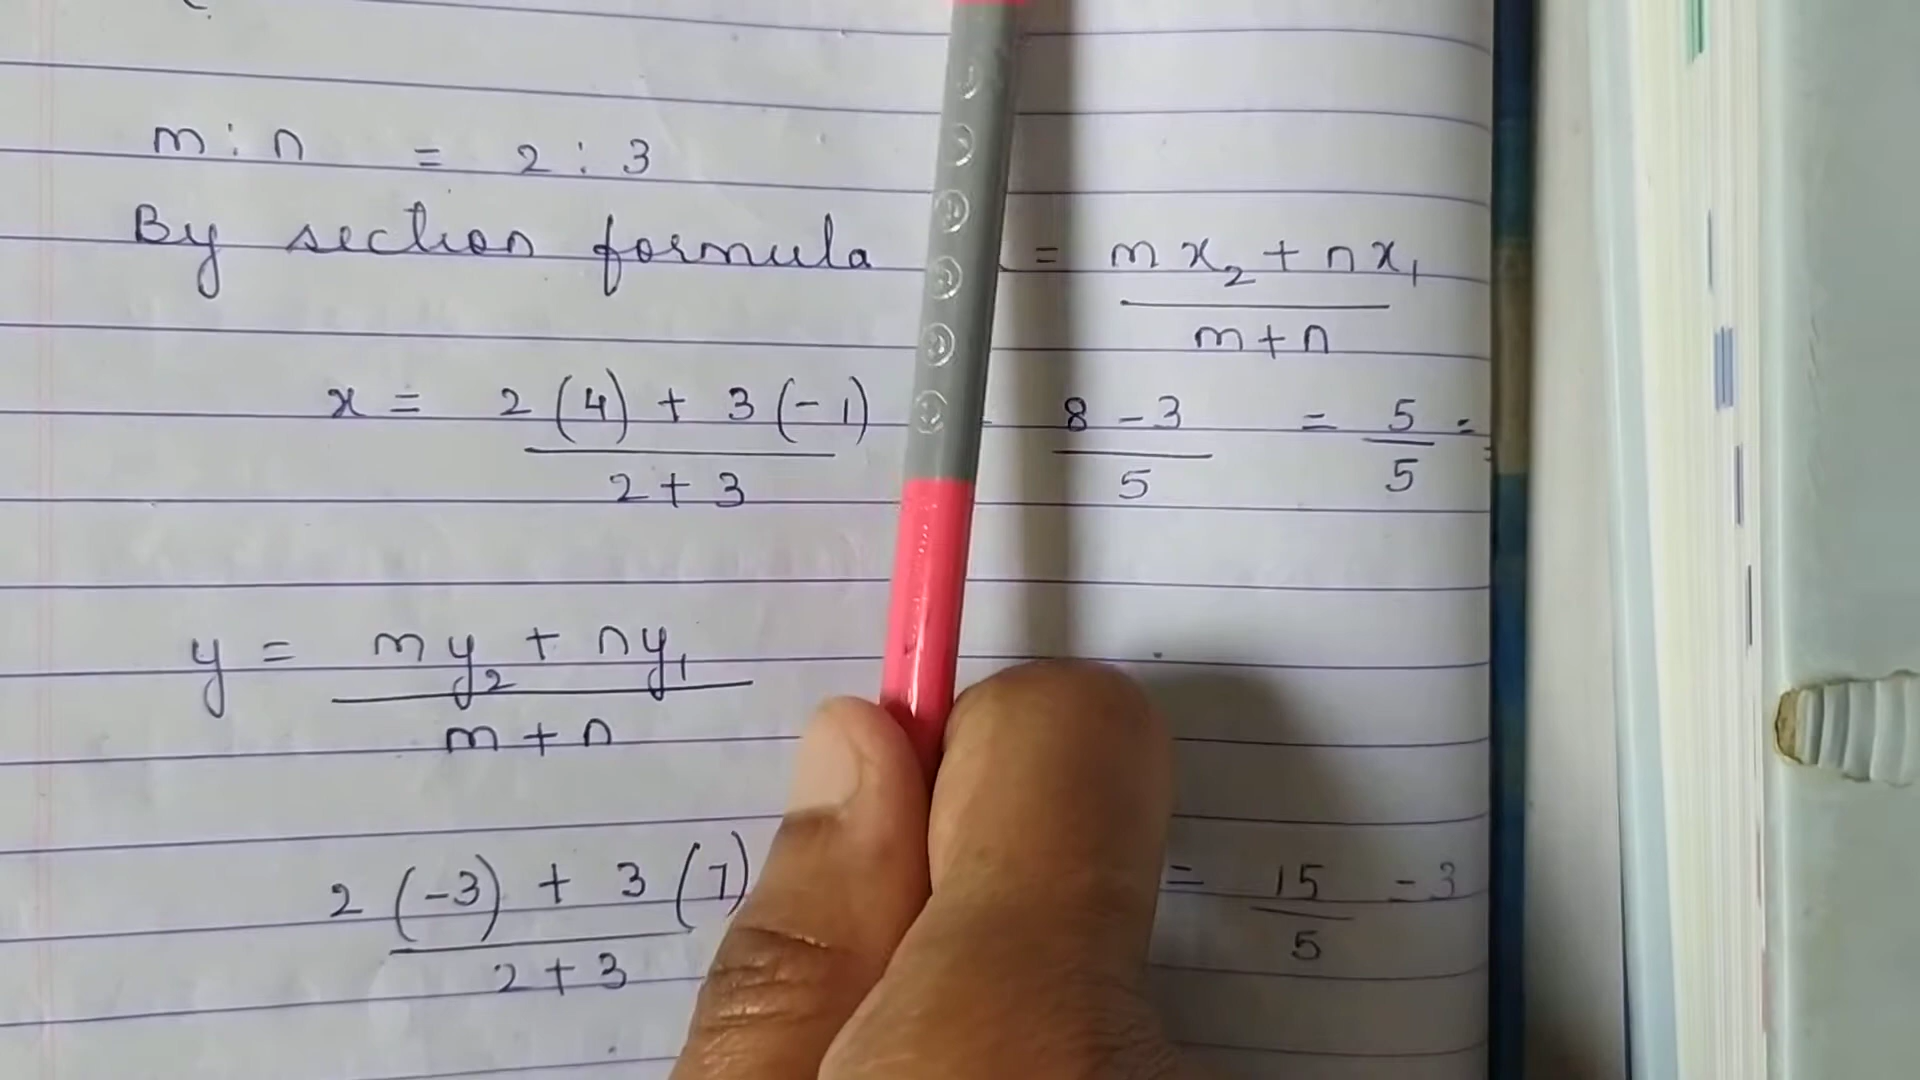 m : n = 2 : 3
By section formula = mx₂ + nx₁
m + n
x = 2(4) + 3(-1) 8 - 3 = 5 =
2 + 3 5 5
y = my₂ + ny₁
m + n
2(-3) + 3(7) = 15 = 3
2 + 3 5